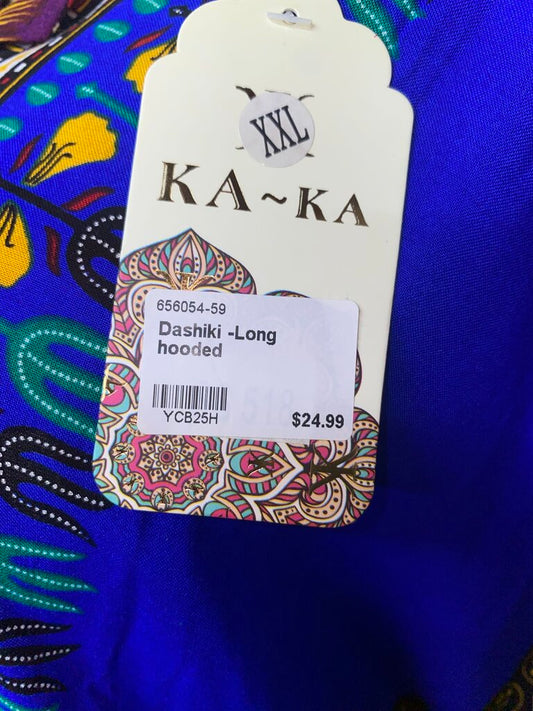 XXL
KA~KA
656054-59
Dashiki -Long
hooded
YCB25H
$24.99